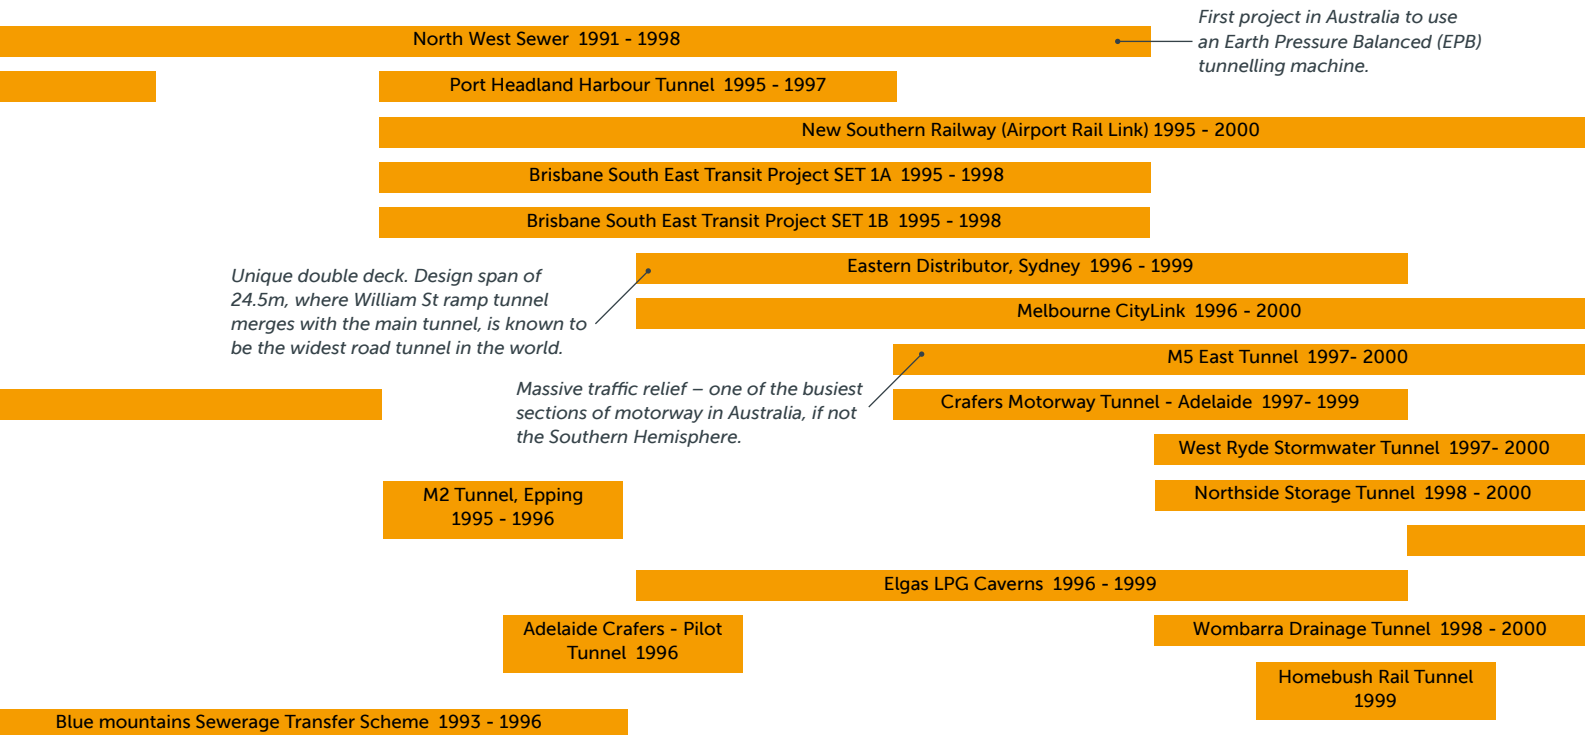 First project in Australia to use
an Earth Pressure Balanced (EPB)
tunnelling machine.
North West Sewer 1991 - 1998
Port Headland Harbour Tunnel 1995 - 1997
New Southern Railway (Airport Rail Link) 1995 - 2000
Brisbane South East Transit Project SET 1A 1995 - 1998
Brisbane South East Transit Project SET 1B 1995 - 1998
Eastern Distributor, Sydney 1996 - 1999
Unique double deck. Design span of
24.5m, where William St ramp tunnel
merges with the main tunnel, is known to
be the widest road tunnel in the world.
Melbourne CityLink 1996 - 2000
M5 East Tunnel 1997- 2000
Massive traffic relief – one of the busiest
sections of motorway in Australia, if not
the Southern Hemisphere.
Crafers Motorway Tunnel - Adelaide 1997- 1999
West Ryde Stormwater Tunnel 1997- 2000
M2 Tunnel, Epping
1995 - 1996
Northside Storage Tunnel 1998 - 2000
Elgas LPG Caverns 1996 - 1999
Adelaide Crafers - Pilot
Tunnel 1996
Wombarra Drainage Tunnel 1998 - 2000
Homebush Rail Tunnel
1999
Blue mountains Sewerage Transfer Scheme 1993 - 1996